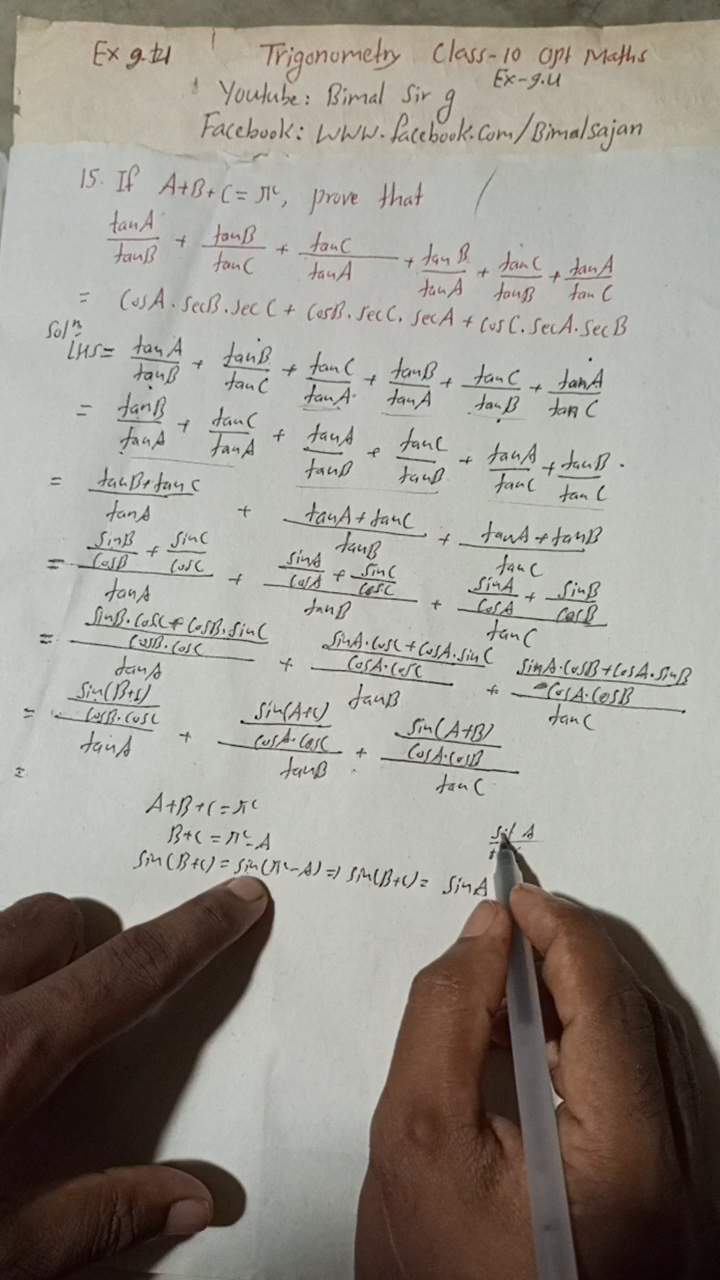 Ex 9.4 Trigonometry Class-10 Opt Maths
Ex-9.4
Youtube: Bimal Sir g
Facebook: www.facebook.com/Bimalsajan
15. If A+B+C = πᶜ, prove that
tanA/tanB + tanB/tanC + tanC/tanA + tanB/tanA + tanC/tanB + tanA/tanC
= CosA . secB . sec C + CosB . secC. secA + cosC. secA. secB
Solⁿ:
LHS = tanA/tanB + tanB/tanC + tanC/tanA + tanB/tanA + tanC/tanB + tanA/tanC
= tanB/tanA + tanC/tanA + tanA/tanB + tanC/tanB + tanA/tanC + tanB/tanC .
= (tanB+tanC)/tanA + (tanA+tanC)/tanB + (tanA+tanB)/tanC
= (sinB/cosB + sinC/cosC)/tanA + (sinA/cosA + sinC/cosC)/tanB + (sinA/cosA + sinB/cosB)/tanC
= ((sinB.cosC + cosB.sinC)/(cosB.cosC))/tanA + ((sinA.cosC + cosA.sinC)/(cosA.cosC))/tanB + ((sinA.cosB + cosA.sinB)/(cosA.cosB))/tanC
= (sin(B+C)/(cosB.cosC))/tanA + (sin(A+C)/(cosA.cosC))/tanB + (sin(A+B)/(cosA.cosB))/tanC
=
A+B+C = πᶜ
B+C = πᶜ-A
sin(B+C) = sin(πᶜ-A) => sin(B+C) = sinA